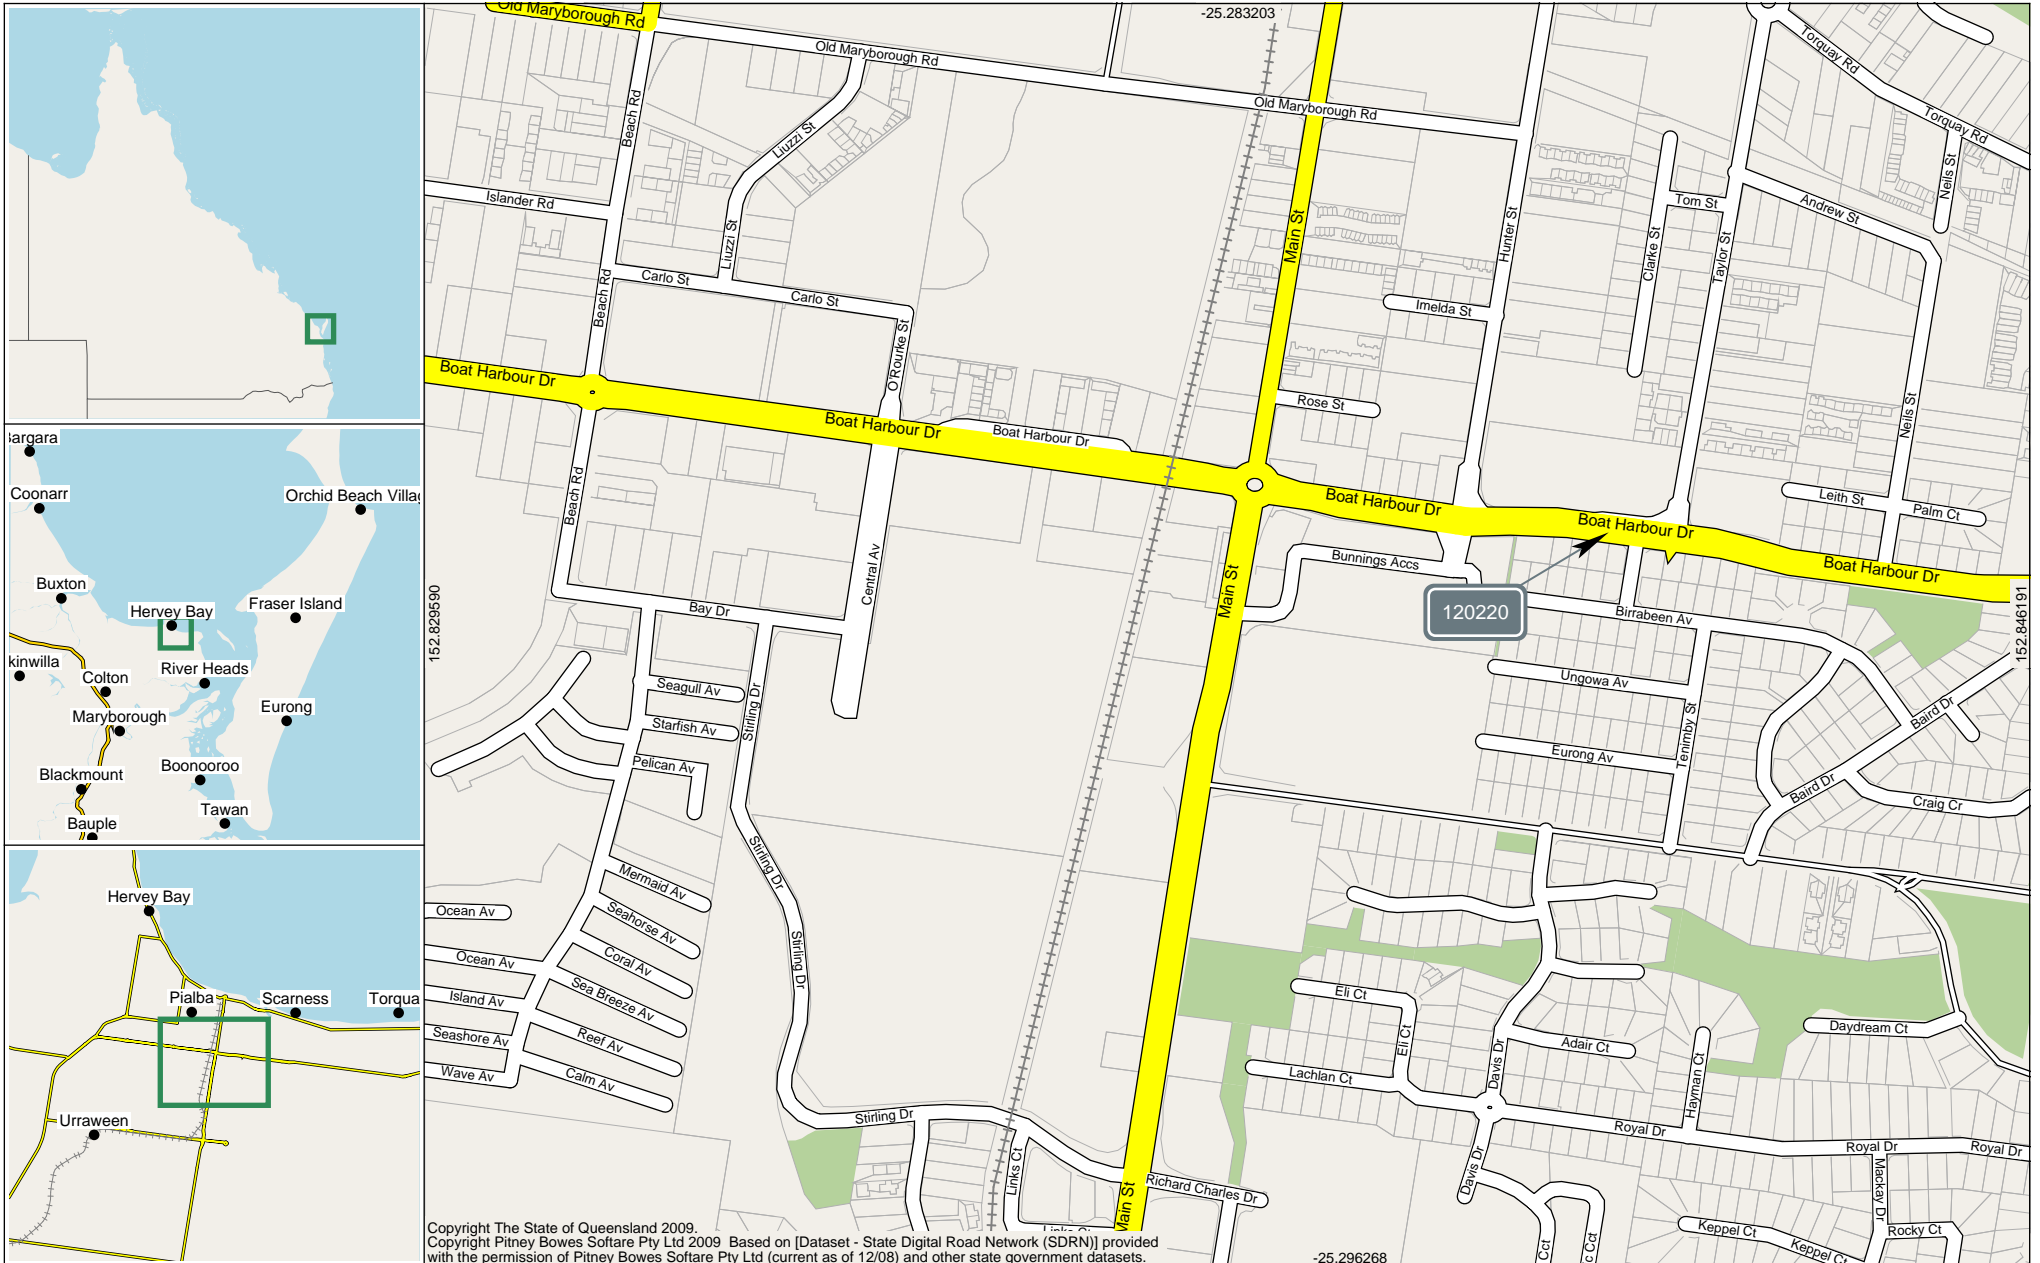 Bargara
Coonarr
Orchid Beach Villag
Buxton
Hervey Bay
Fraser Island
kinwilla
Colton
River Heads
Maryborough
Eurong
Blackmount
Boonooroo
Tawan
Bauple
Hervey Bay
Pialba
Scarness
Torqua
Urraween
Old Maryborough Rd
-25.283203
Old Maryborough Rd
Torquay Rd
Beach Rd
Old Maryborough Rd
Torquay Rd
Liuzzi St
Neils St
Islander Rd
Tom St
Andrew St
Liuzzi St
Main St
Hunter St
Clarke St
Taylor St
Carlo St
Carlo St
Beach Rd
Imelda St
O'Rourke St
Boat Harbour Dr
Rose St
Boat Harbour Dr
Boat Harbour Dr
Neils St
Beach Rd
Boat Harbour Dr
Leith St
Palm Ct
Boat Harbour Dr
Boat Harbour Dr
Central Av
Bunnings Accs
Main St
152.829590
152.846191
Bay Dr
120220
Birrabeen Av
Seagull Av
Ungowa Av
Stirling Dr
Starfish Av
Baird Dr
Tenimby St
Pelican Av
Eurong Av
Baird Dr
Craig Cr
Stirling Dr
Mermaid Av
Ocean Av
Seahorse Av
Stirling Dr
Coral Av
Ocean Av
Island Av
Sea Breeze Av
Eli Ct
Seashore Av
Reef Av
Eli Ct
Adair Ct
Daydream Ct
Wave Av
Calm Av
Lachlan Ct
Davis Dr
Hayman Ct
Stirling Dr
Royal Dr
Royal Dr
Royal Dr
Links Ct
Davis Dr
Richard Charles Dr
Mackay Dr
Main St
Links Ct
Keppel Ct
Rocky Ct
Keppel Ct
Cct
c Cct
Copyright The State of Queensland 2009.
Copyright Pitney Bowes Softare Pty Ltd 2009 Based on [Dataset - State Digital Road Network (SDRN)] provided
with the permission of Pitney Bowes Softare Pty Ltd (current as of 12/08) and other state government datasets.
-25.296268